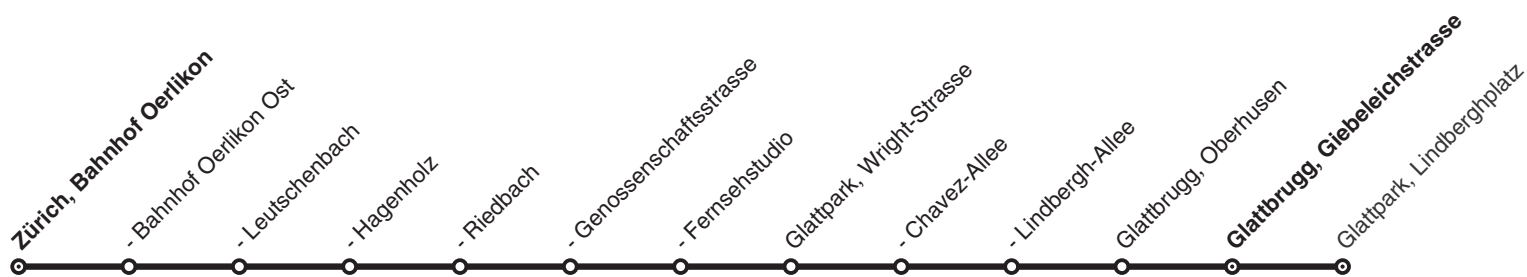 Zürich, Bahnhof Oerlikon
- Bahnhof Oerlikon Ost
- Leutschenbach
- Hagenholz
- Riedbach
- Genossenschaftsstrasse
- Fernsehstudio
Glattpark, Wright-Strasse
- Chavez-Allee
- Lindbergh-Allee
Glattbrugg, Oberhusen
Glattbrugg, Giebeleichstrasse
Glattpark, Lindberghplatz